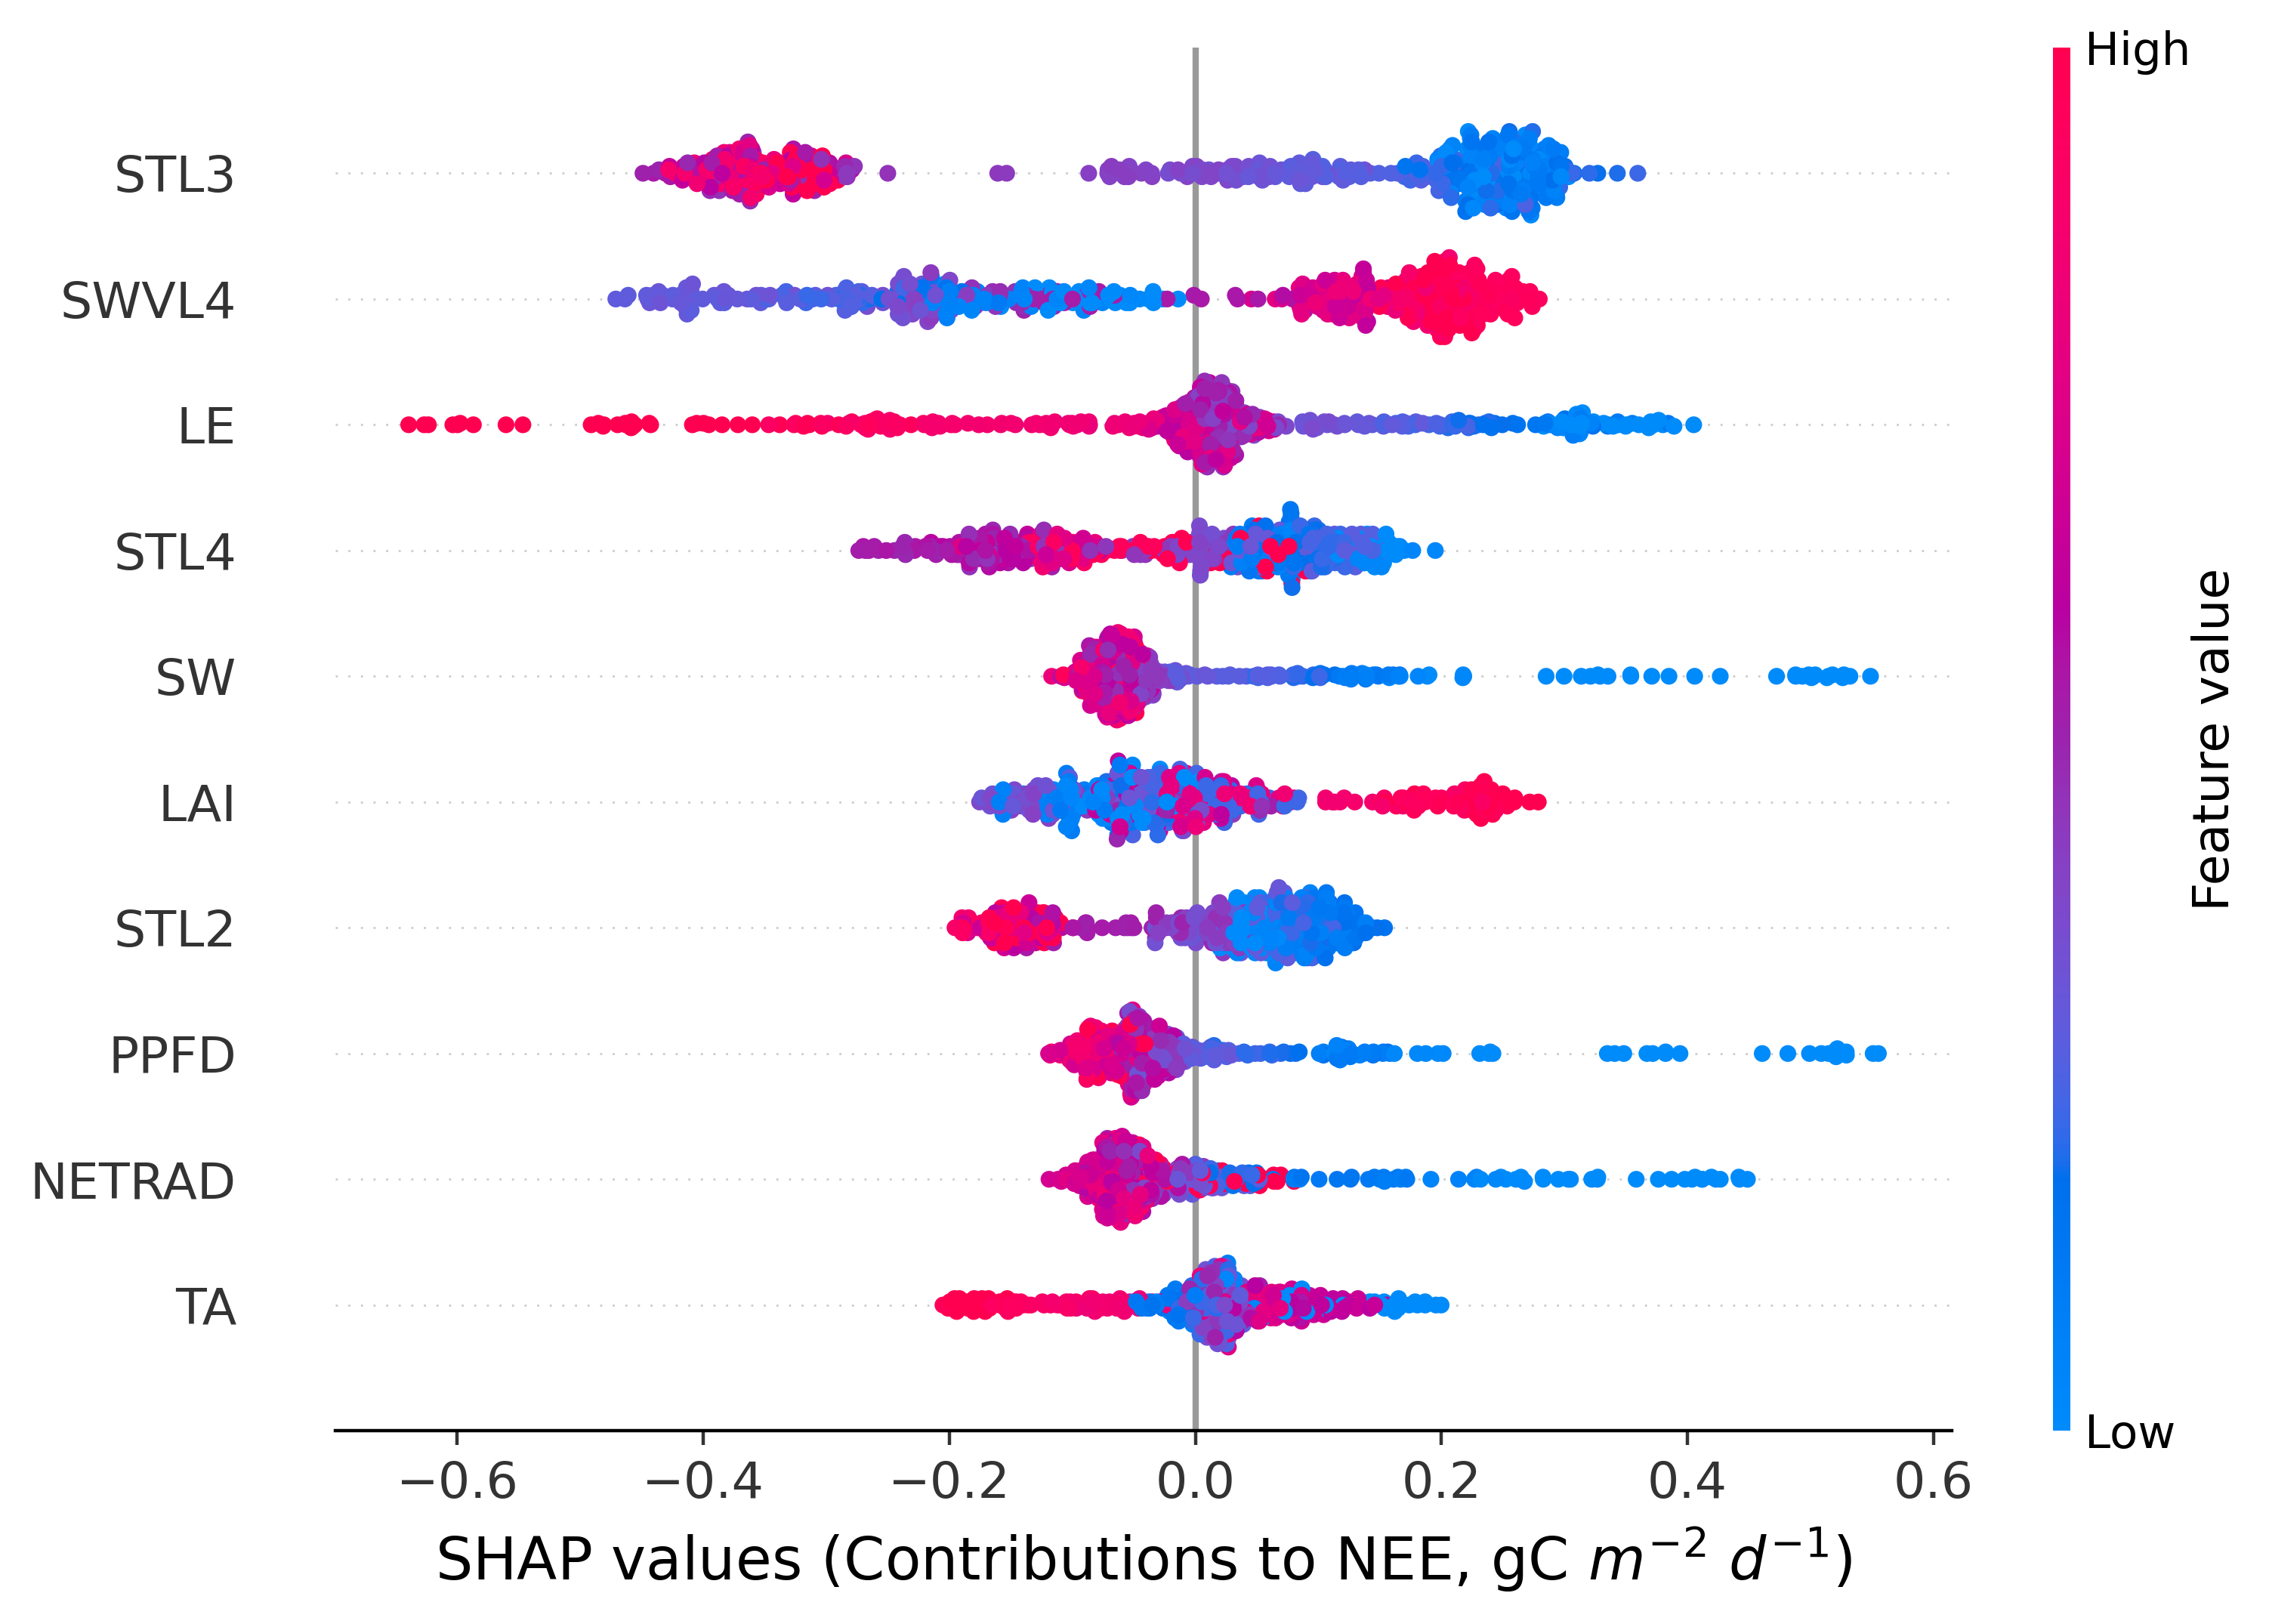 High
STL3
SWVL4
LE
STL4
SW
LAI
STL2
PPFD
NETRAD
TA
Feature value
Low
−0.6 −0.4 −0.2 0.0 0.2 0.4 0.6
SHAP values (Contributions to NEE, gC m⁻² d⁻¹)